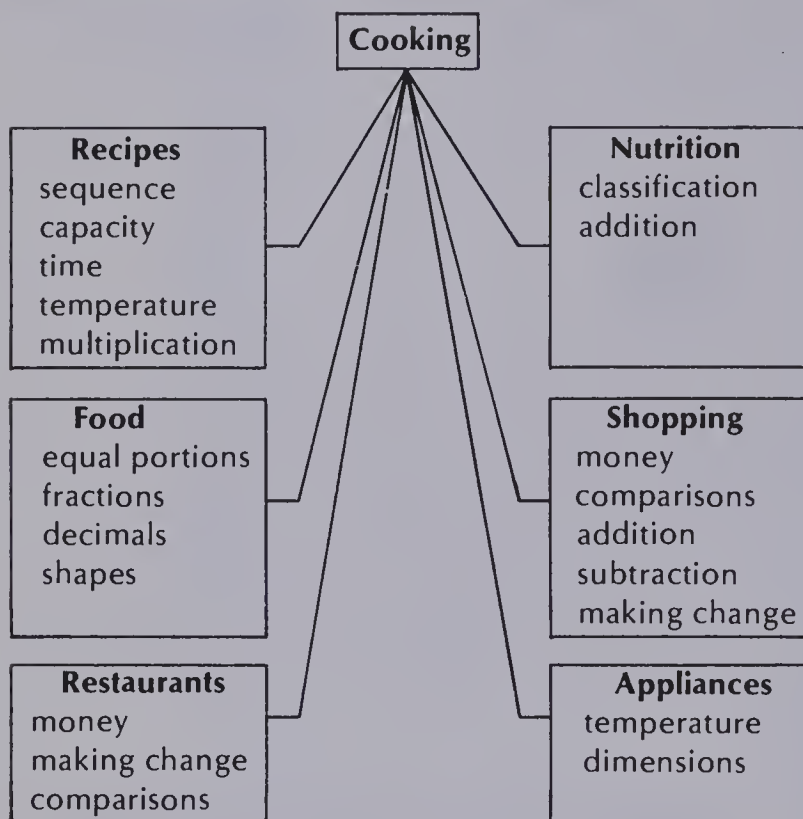 Cooking
Recipes
sequence
capacity
time
temperature
multiplication
Nutrition
classification
addition
Food
equal portions
fractions
decimals
shapes
Shopping
money
comparisons
addition
subtraction
making change
Restaurants
money
making change
comparisons
Appliances
temperature
dimensions